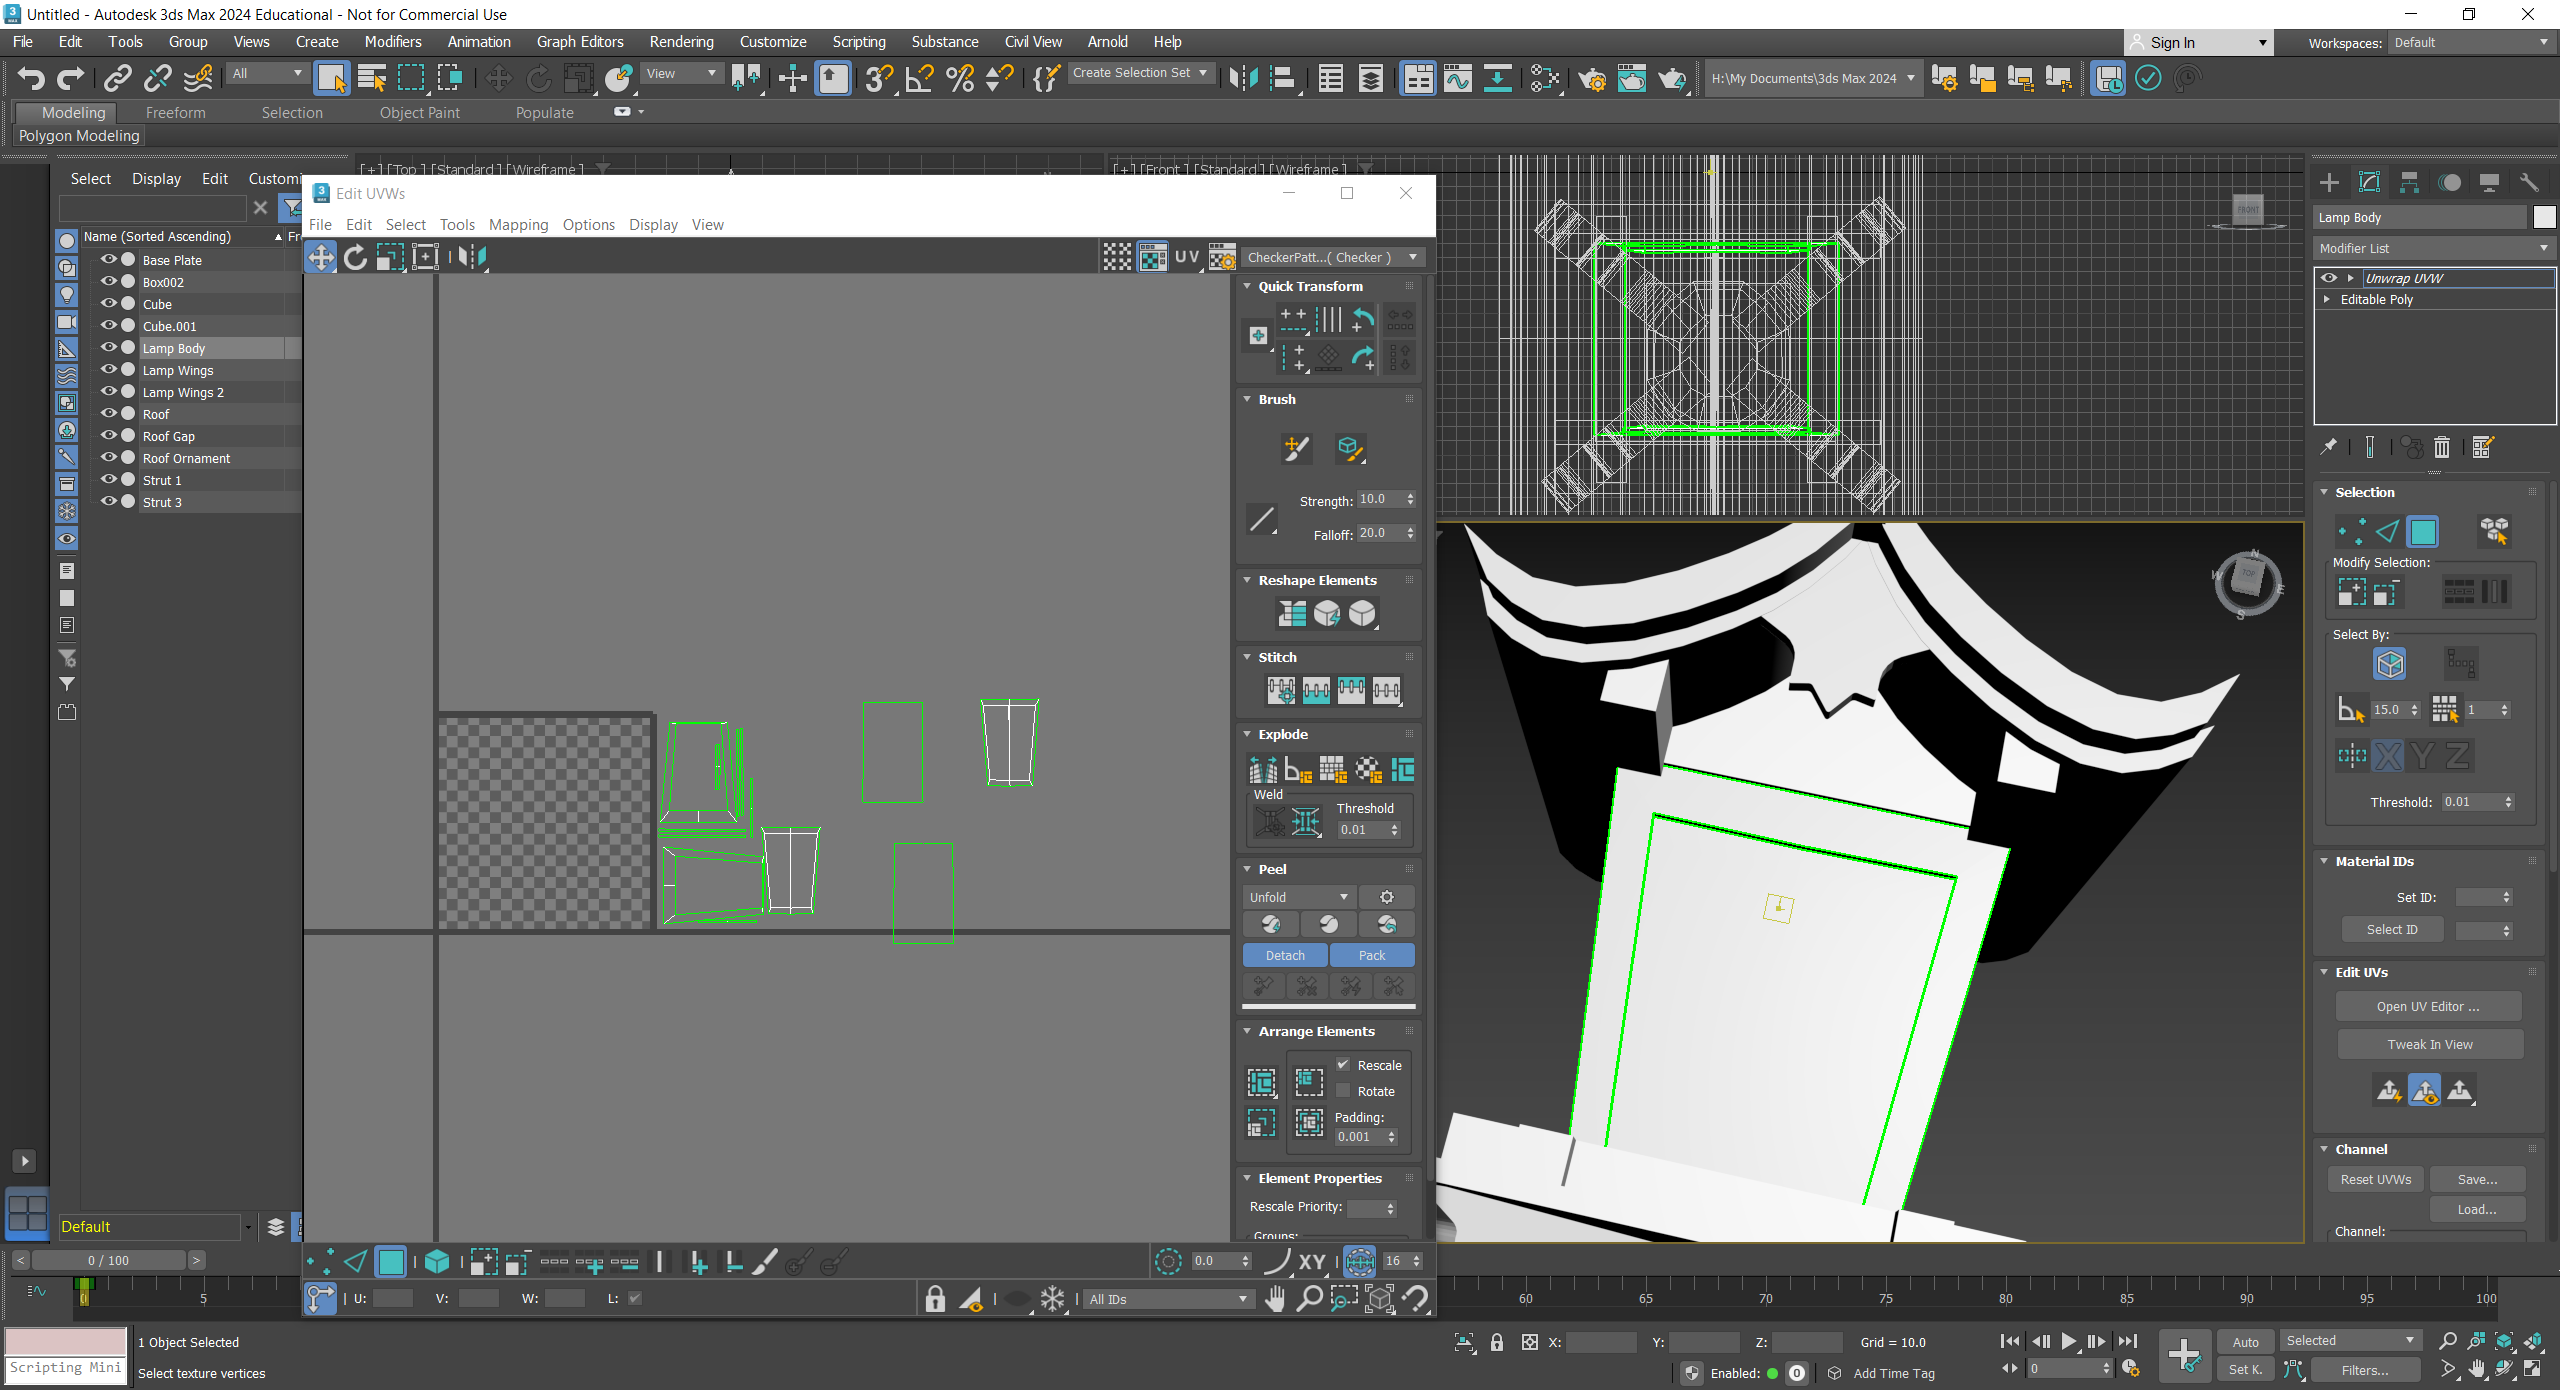 Untitled - Autodesk 3ds Max 2024 Educational - Not for Commercial Use
File Edit Tools Group Views Create Modifiers Animation Graph Editors Rendering Customize Scripting Substance Civil View Arnold Help
Sign In Workspaces: Default
All View Create Selection Set H:\My Documents\3ds Max 2024
Modeling Freeform Selection Object Paint Populate
Polygon Modeling
[+] [Top ] [Standard ] [Wireframe ] [+] [Front ] [Standard ] [Wireframe ]
Select Display Edit Customi
Edit UVWs
File Edit Select Tools Mapping Options Display View
Name (Sorted Ascending) Fr
Base Plate
Box002
Cube
Cube.001
Lamp Body
Lamp Wings
Lamp Wings 2
Roof
Roof Gap
Roof Ornament
Strut 1
Strut 3
UV CheckerPatt...( Checker )
Quick Transform
Brush
Strength: 10.0
Falloff: 20.0
Reshape Elements
Stitch
Explode
Weld
Threshold
0.01
Peel
Unfold
Detach Pack
Arrange Elements
Rescale
Rotate
Padding:
0.001
Element Properties
Rescale Priority:
Groups:
FRONT
N
W TOP E
S
Lamp Body
Modifier List
Unwrap UVW
Editable Poly
Selection
Modify Selection:
Select By:
15.0 1
X Y Z
Threshold: 0.01
Material IDs
Set ID:
Select ID
Edit UVs
Open UV Editor ...
Tweak In View
Channel
Reset UVWs Save...
Load...
Channel:
Default
0.0 XY 16
U: V: W: L: All IDs
< 0 / 100 >
0 5 60 65 70 75 80 85 90 95 100
1 Object Selected
Scripting Mini
Select texture vertices
X: Y: Z: Grid = 10.0
Enabled: 0 Add Time Tag
Auto Selected
0 Set K. Filters...